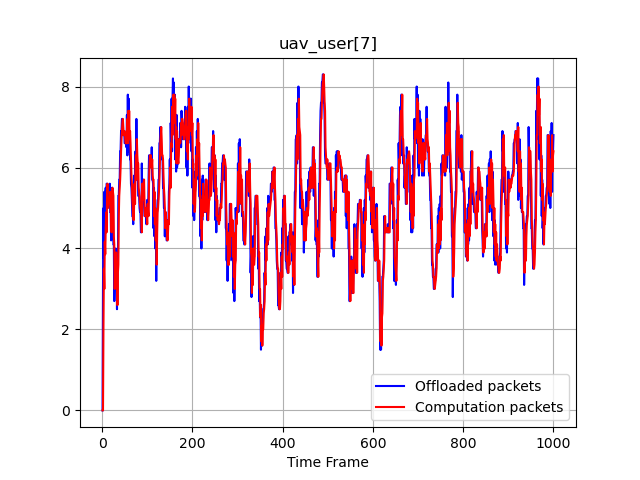 uav_user[7]
8
6
4
2
0
Offloaded packets
Computation packets
0 200 400 600 800 1000
Time Frame